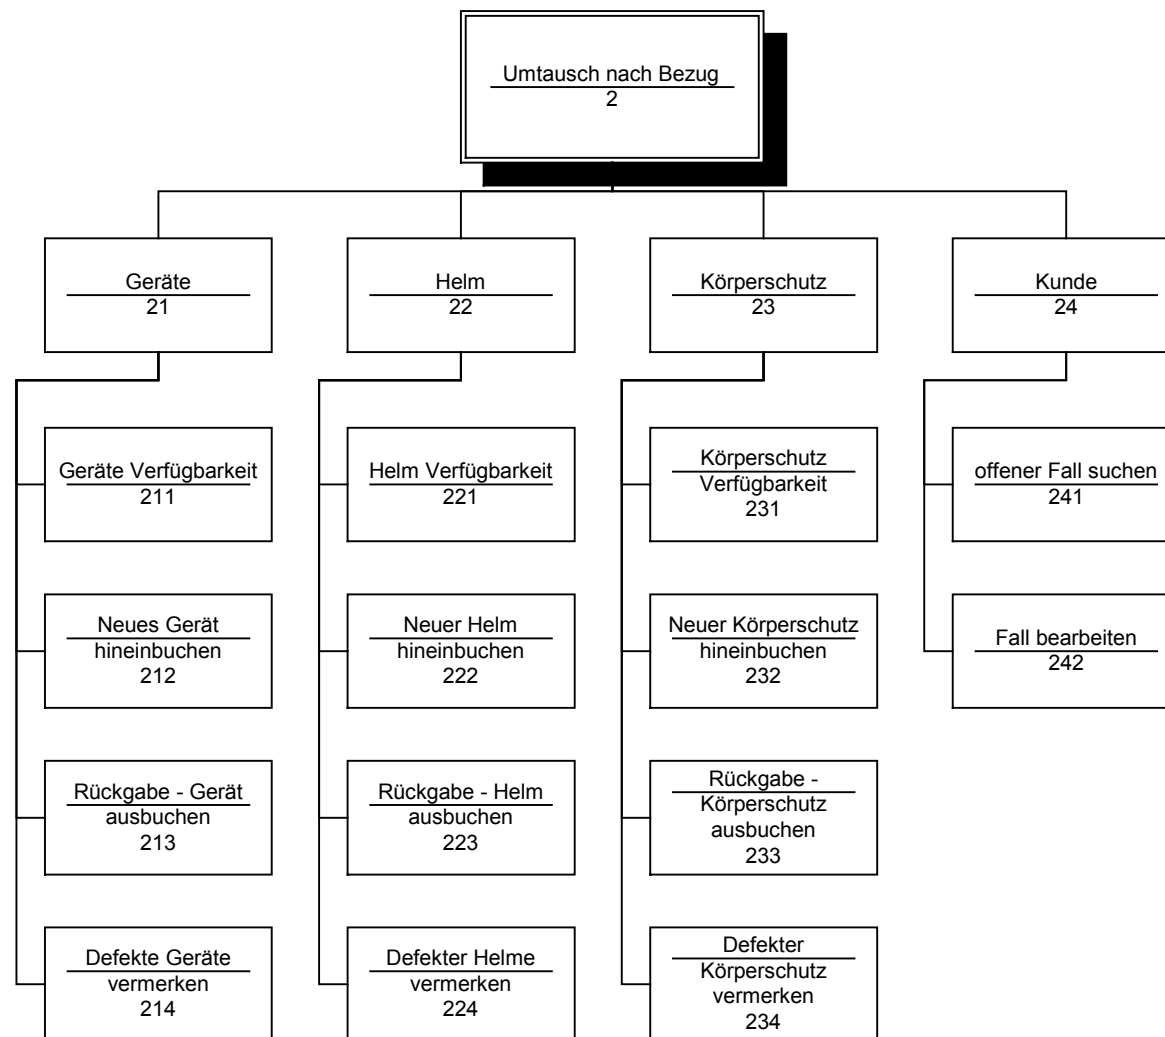 Umtausch nach Bezug
2
Geräte
21
Helm
22
Körperschutz
23
Kunde
24
Geräte Verfügbarkeit
211
Helm Verfügbarkeit
221
Körperschutz
Verfügbarkeit
231
offener Fall suchen
241
Neues Gerät
hineinbuchen
212
Neuer Helm
hineinbuchen
222
Neuer Körperschutz
hineinbuchen
232
Fall bearbeiten
242
Rückgabe - Gerät
ausbuchen
213
Rückgabe - Helm
ausbuchen
223
Rückgabe -
Körperschutz
ausbuchen
233
Defekte Geräte
vermerken
214
Defekter Helme
vermerken
224
Defekter
Körperschutz
vermerken
234